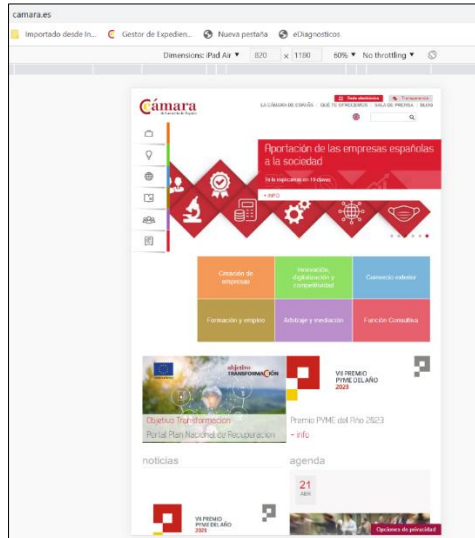 camara.es
Importado desde In...
Gestor de Expedien...
Nueva pestaña
eDiagnosticos
Dimensions: iPad Air ▼ 820 x 1180 60% ▼ No throttling ▼
Cámara
Sede electrónica
Transparencia
LA CÁMARA DE ESPAÑA
QUÉ TE OFRECEMOS
SALA DE PRENSA
BLOG
Aportación de las empresas españolas
a la sociedad
+ INFO
Creación de
empresas
Innovación,
digitalización y
competitividad
Comercio exterior
Formación y empleo
Arbitraje y mediación
Función Consultiva
objetivo
TRANSFORMACIÓN
Objetivo Transformación
Portal Plan Nacional de Recuperación
VII PREMIO
PYME DEL AÑO
2023
Premio PYME del Año 2023
+ info
noticias
agenda
VII PREMIO
PYME DEL AÑO
2023
21
ABR
Opciones de privacidad